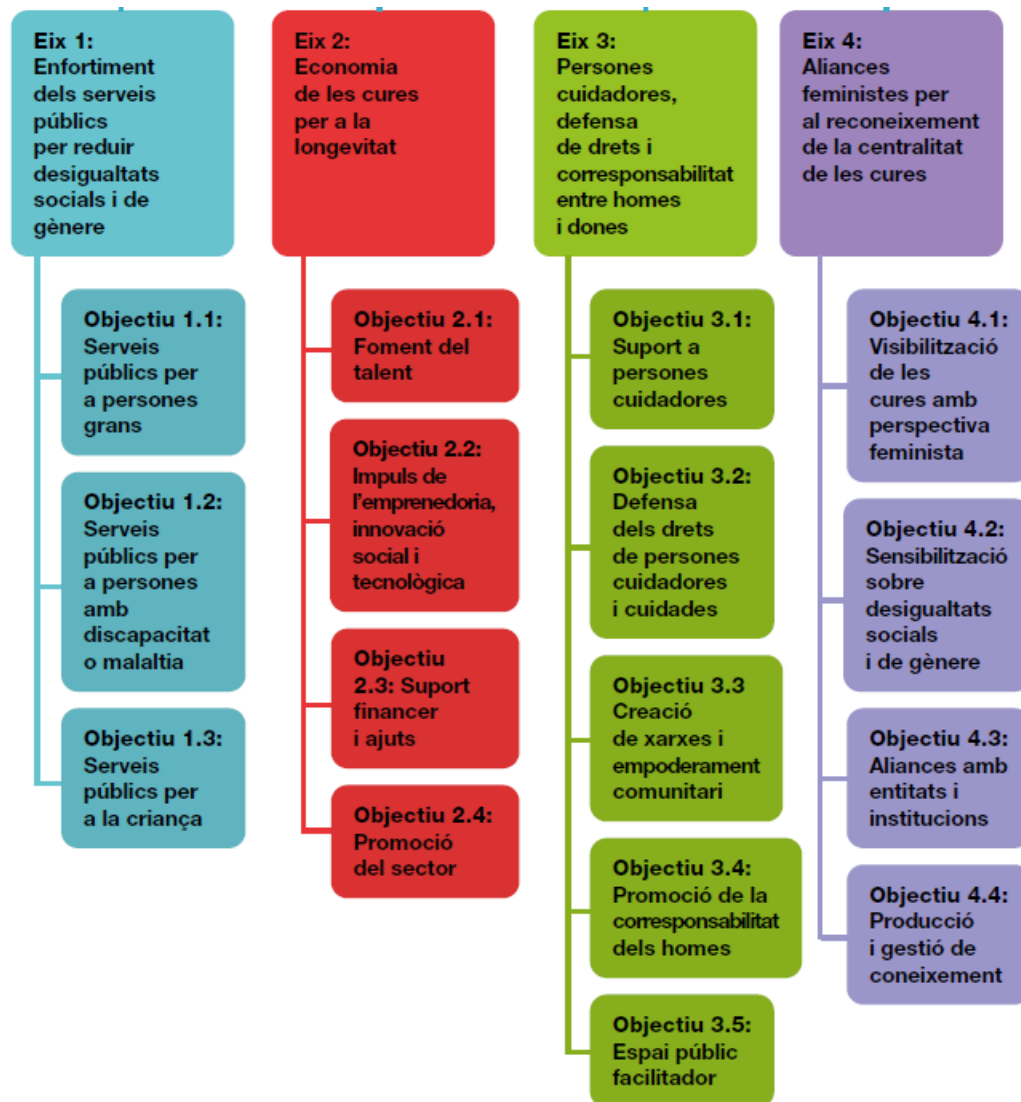 Eix 1:
Enfortiment
dels serveis
públics
per reduir
desigualtats
socials i de
gènere
Objectiu 1.1:
Serveis
públics per
a persones
grans
Objectiu 1.2:
Serveis
públics per
a persones
amb
discapacitat
o malaltia
Objectiu 1.3:
Serveis
públics per
a la criança
Eix 2:
Economia
de les cures
per a la
longevitat
Objectiu 2.1:
Foment del
talent
Objectiu 2.2:
Impuls de
l'emprenedoria,
innovació
social i
tecnològica
Objectiu
2.3: Suport
financer
i ajuts
Objectiu 2.4:
Promoció
del sector
Eix 3:
Persones
cuidadores,
defensa
de drets i
corresponsabilitat
entre homes
i dones
Objectiu 3.1:
Suport a
persones
cuidadores
Objectiu 3.2:
Defensa
dels drets
de persones
cuidadores
i cuidades
Objectiu 3.3
Creació
de xarxes i
empoderament
comunitari
Objectiu 3.4:
Promoció de la
corresponsabilitat
dels homes
Objectiu 3.5:
Espai públic
facilitador
Eix 4:
Aliances
feministes per
al reconeixement
de la centralitat
de les cures
Objectiu 4.1:
Visibilització
de les
cures amb
perspectiva
feminista
Objectiu 4.2:
Sensibilització
sobre
desigualtats
socials
i de gènere
Objectiu 4.3:
Aliances amb
entitats i
institucions
Objectiu 4.4:
Producció
i gestió de
coneixement